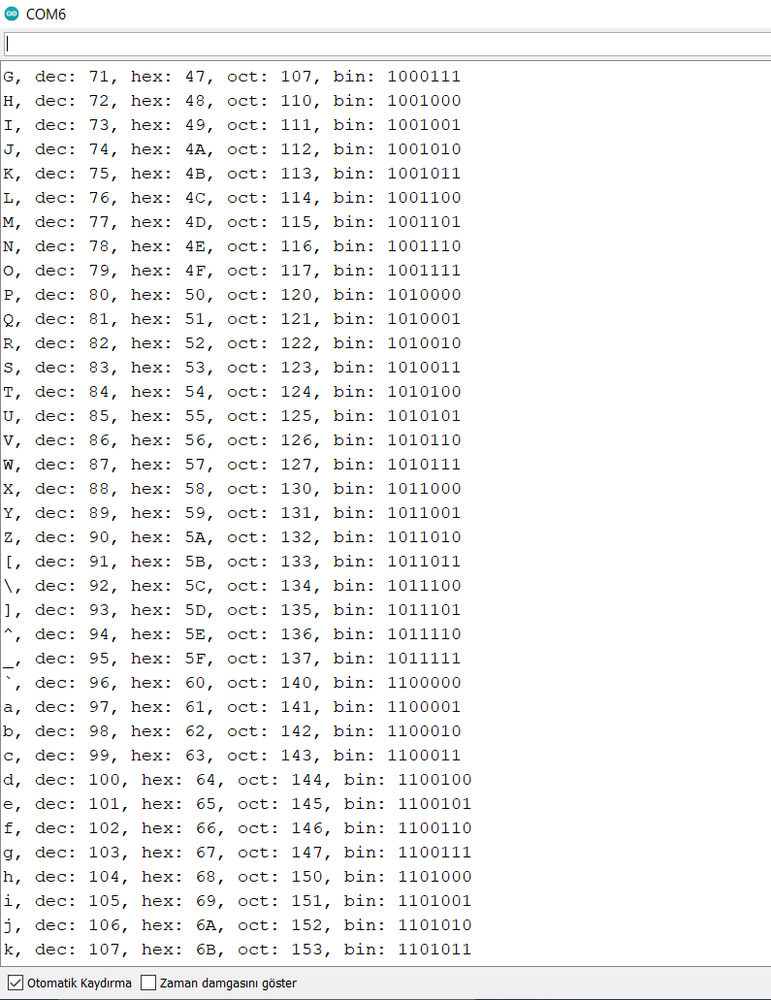 COM6
G, dec: 71, hex: 47, oct: 107, bin: 1000111
H, dec: 72, hex: 48, oct: 110, bin: 1001000
I, dec: 73, hex: 49, oct: 111, bin: 1001001
J, dec: 74, hex: 4A, oct: 112, bin: 1001010
K, dec: 75, hex: 4B, oct: 113, bin: 1001011
L, dec: 76, hex: 4C, oct: 114, bin: 1001100
M, dec: 77, hex: 4D, oct: 115, bin: 1001101
N, dec: 78, hex: 4E, oct: 116, bin: 1001110
O, dec: 79, hex: 4F, oct: 117, bin: 1001111
P, dec: 80, hex: 50, oct: 120, bin: 1010000
Q, dec: 81, hex: 51, oct: 121, bin: 1010001
R, dec: 82, hex: 52, oct: 122, bin: 1010010
S, dec: 83, hex: 53, oct: 123, bin: 1010011
T, dec: 84, hex: 54, oct: 124, bin: 1010100
U, dec: 85, hex: 55, oct: 125, bin: 1010101
V, dec: 86, hex: 56, oct: 126, bin: 1010110
W, dec: 87, hex: 57, oct: 127, bin: 1010111
X, dec: 88, hex: 58, oct: 130, bin: 1011000
Y, dec: 89, hex: 59, oct: 131, bin: 1011001
Z, dec: 90, hex: 5A, oct: 132, bin: 1011010
[, dec: 91, hex: 5B, oct: 133, bin: 1011011
\, dec: 92, hex: 5C, oct: 134, bin: 1011100
], dec: 93, hex: 5D, oct: 135, bin: 1011101
^, dec: 94, hex: 5E, oct: 136, bin: 1011110
_, dec: 95, hex: 5F, oct: 137, bin: 1011111
`, dec: 96, hex: 60, oct: 140, bin: 1100000
a, dec: 97, hex: 61, oct: 141, bin: 1100001
b, dec: 98, hex: 62, oct: 142, bin: 1100010
c, dec: 99, hex: 63, oct: 143, bin: 1100011
d, dec: 100, hex: 64, oct: 144, bin: 1100100
e, dec: 101, hex: 65, oct: 145, bin: 1100101
f, dec: 102, hex: 66, oct: 146, bin: 1100110
g, dec: 103, hex: 67, oct: 147, bin: 1100111
h, dec: 104, hex: 68, oct: 150, bin: 1101000
i, dec: 105, hex: 69, oct: 151, bin: 1101001
j, dec: 106, hex: 6A, oct: 152, bin: 1101010
k, dec: 107, hex: 6B, oct: 153, bin: 1101011
Otomatik Kaydırma Zaman damgasını göster